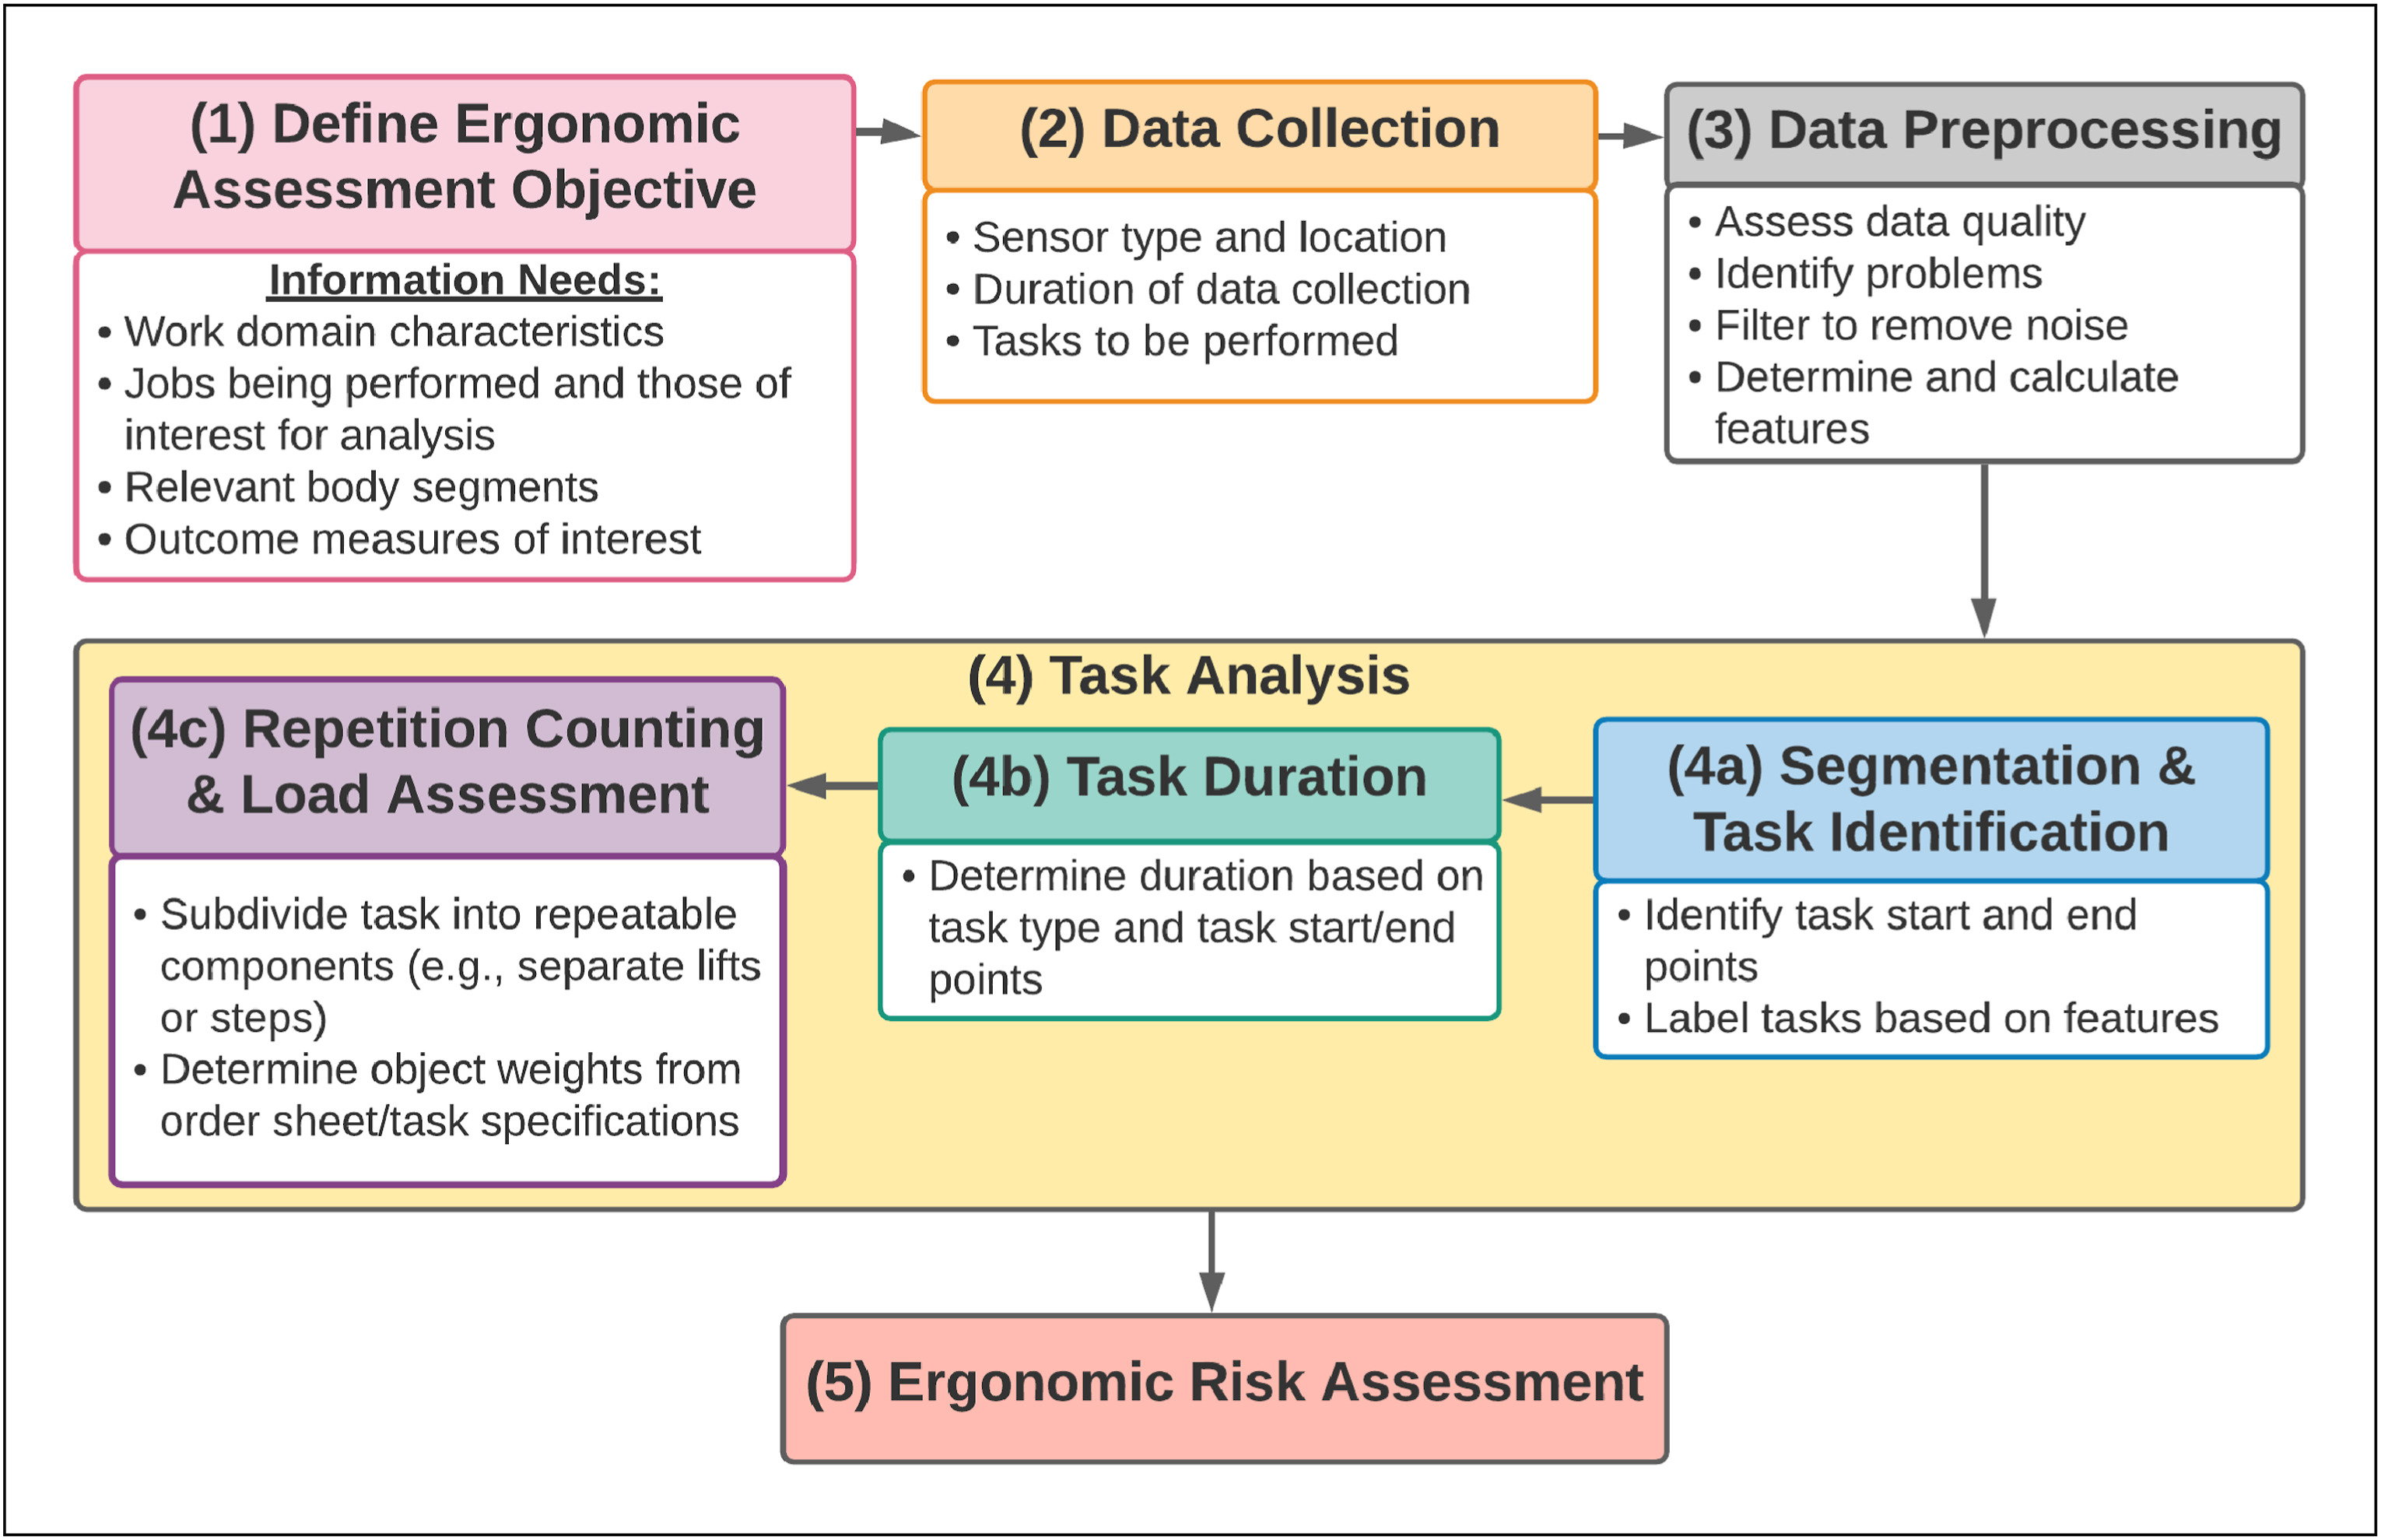 (1) Define Ergonomic
Assessment Objective
Information Needs:
• Work domain characteristics
• Jobs being performed and those of
interest for analysis
• Relevant body segments
• Outcome measures of interest
(2) Data Collection
• Sensor type and location
• Duration of data collection
• Tasks to be performed
(3) Data Preprocessing
• Assess data quality
• Identify problems
• Filter to remove noise
• Determine and calculate
features
(4) Task Analysis
(4a) Segmentation &
Task Identification
• Identify task start and end
points
• Label tasks based on features
(4b) Task Duration
• Determine duration based on
task type and task start/end
points
(4c) Repetition Counting
& Load Assessment
• Subdivide task into repeatable
components (e.g., separate lifts
or steps)
• Determine object weights from
order sheet/task specifications
(5) Ergonomic Risk Assessment